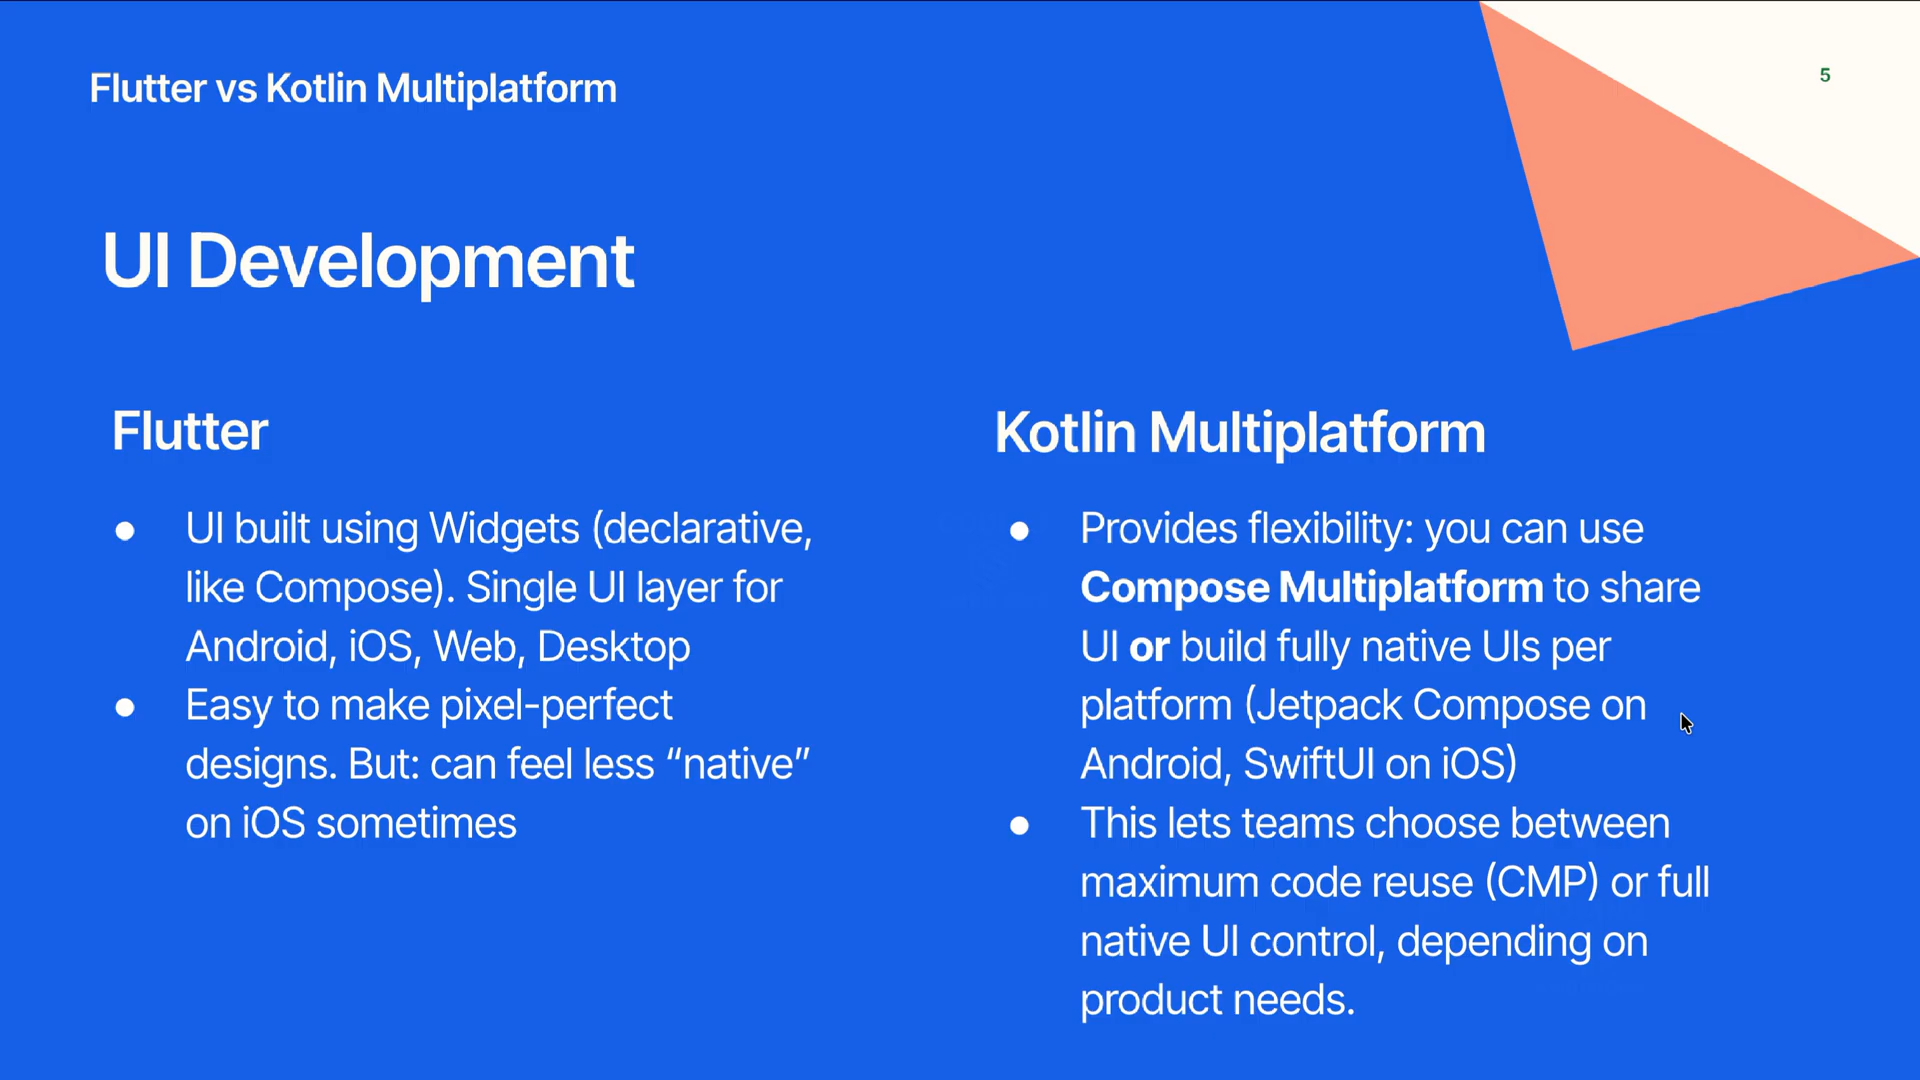 Flutter vs Kotlin Multiplatform
5
UI Development
Flutter
● UI built using Widgets (declarative,
like Compose). Single UI layer for
Android, iOS, Web, Desktop
● Easy to make pixel-perfect
designs. But: can feel less “native”
on iOS sometimes
Kotlin Multiplatform
● Provides flexibility: you can use
Compose Multiplatform to share
UI or build fully native UIs per
platform (Jetpack Compose on
Android, SwiftUI on iOS)
● This lets teams choose between
maximum code reuse (CMP) or full
native UI control, depending on
product needs.